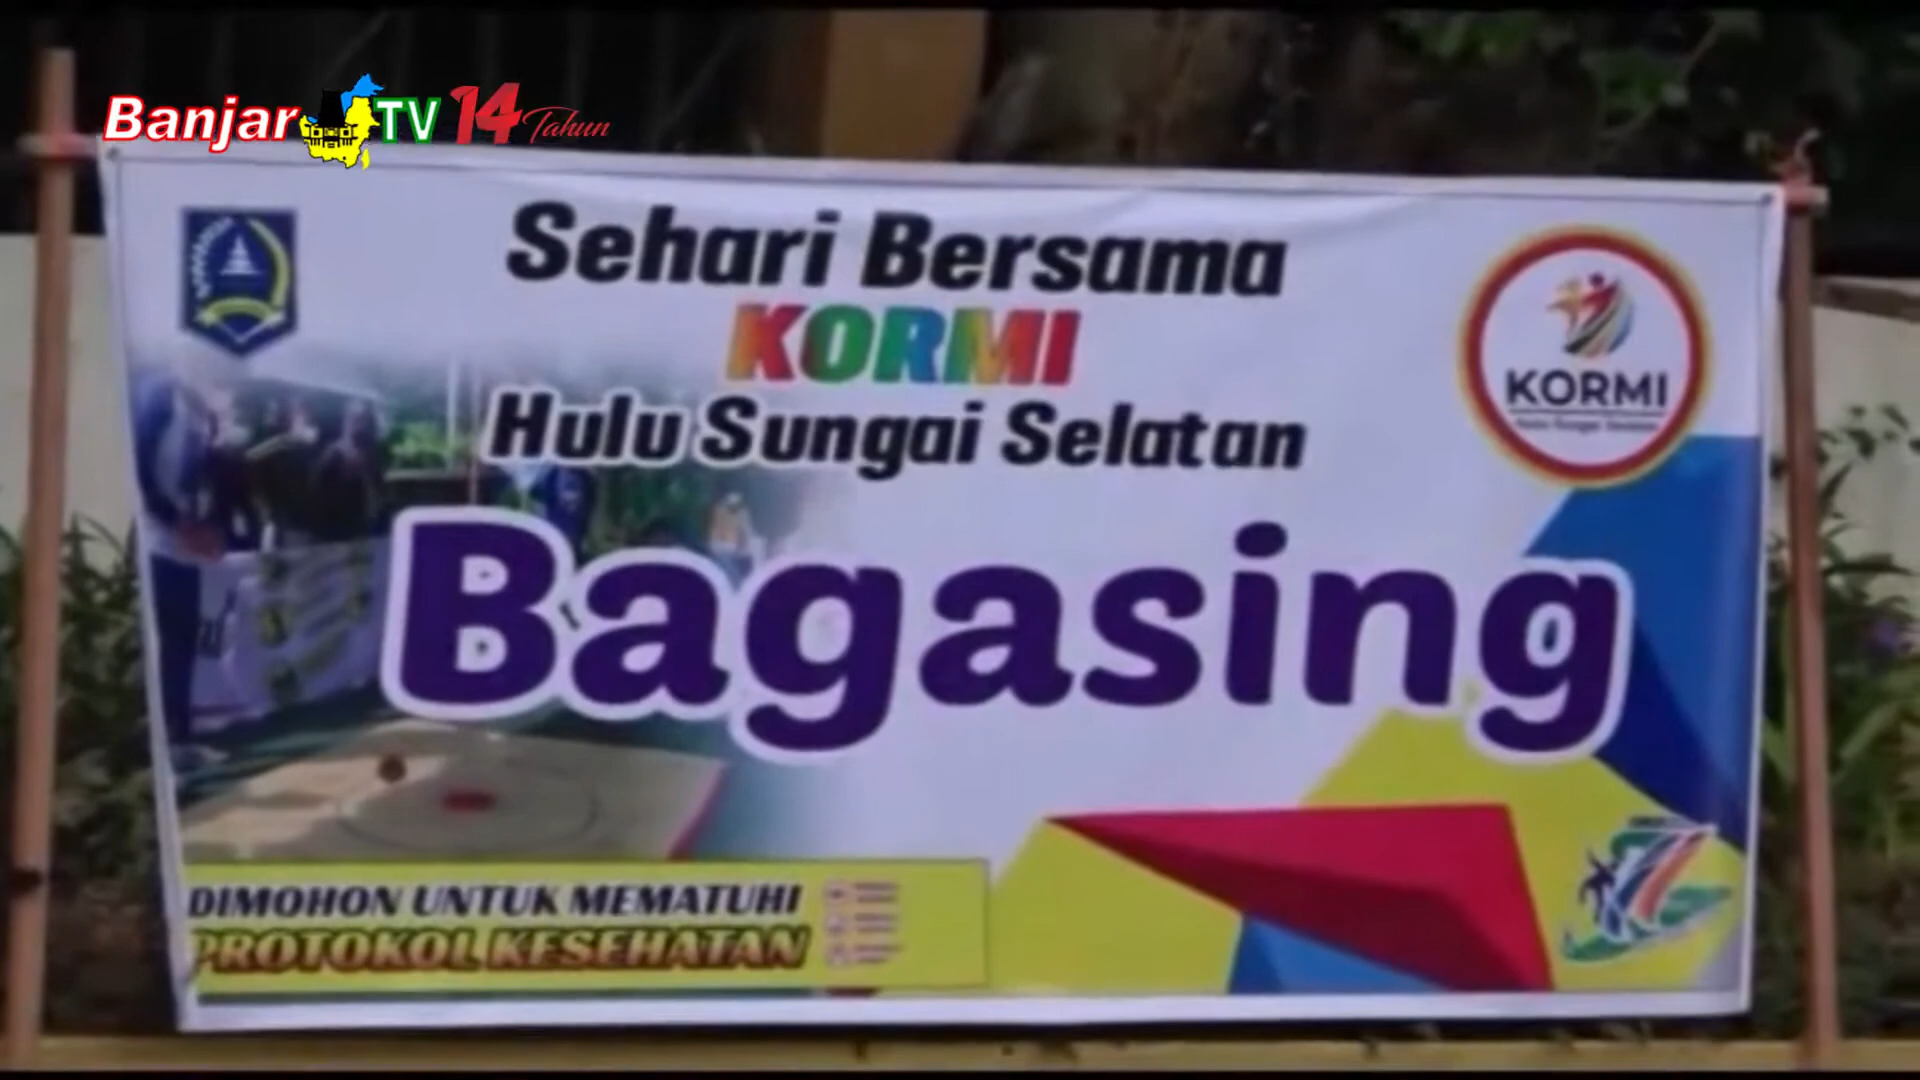 Banjar TV 14 Tahun
Sehari Bersama
KORMI
Hulu Sungai Selatan
KORMI
Bagasing
DIMOHON UNTUK MEMATUHI
PROTOKOL KESEHATAN